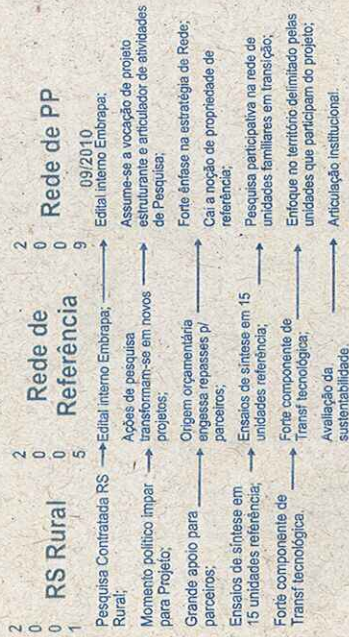 2001
RS Rural
Pesquisa Contratada RS
Rural;
Momento político impar
para Projeto;
Grande apoio para
parceiros;
Ensaios de síntese em
15 unidades referência;
Forte componente de
Transf tecnológica.
2005
Rede de
Referência
Edital interno Embrapa;
Ações de pesquisa
transformam-se em novos
projetos;
Origem orçamentária
engessa repasses p/
parceiros;
Ensaios de síntese em 15
unidades referência;
Forte componente de
Transf tecnológica;
Avaliação da
sustentabilidade.
2009
Rede de PP
09/2010
Edital interno Embrapa;
Assume-se a vocação de projeto
estruturante e articulador de atividades
de Pesquisa;
Forte ênfase na estratégia de Rede;
Cai a noção de propriedade de
referência;
Pesquisa participativa na rede de
unidades familiares em transição;
Enfoque no território delimitado pelas
unidades que participam do projeto;
Articulação institucional.